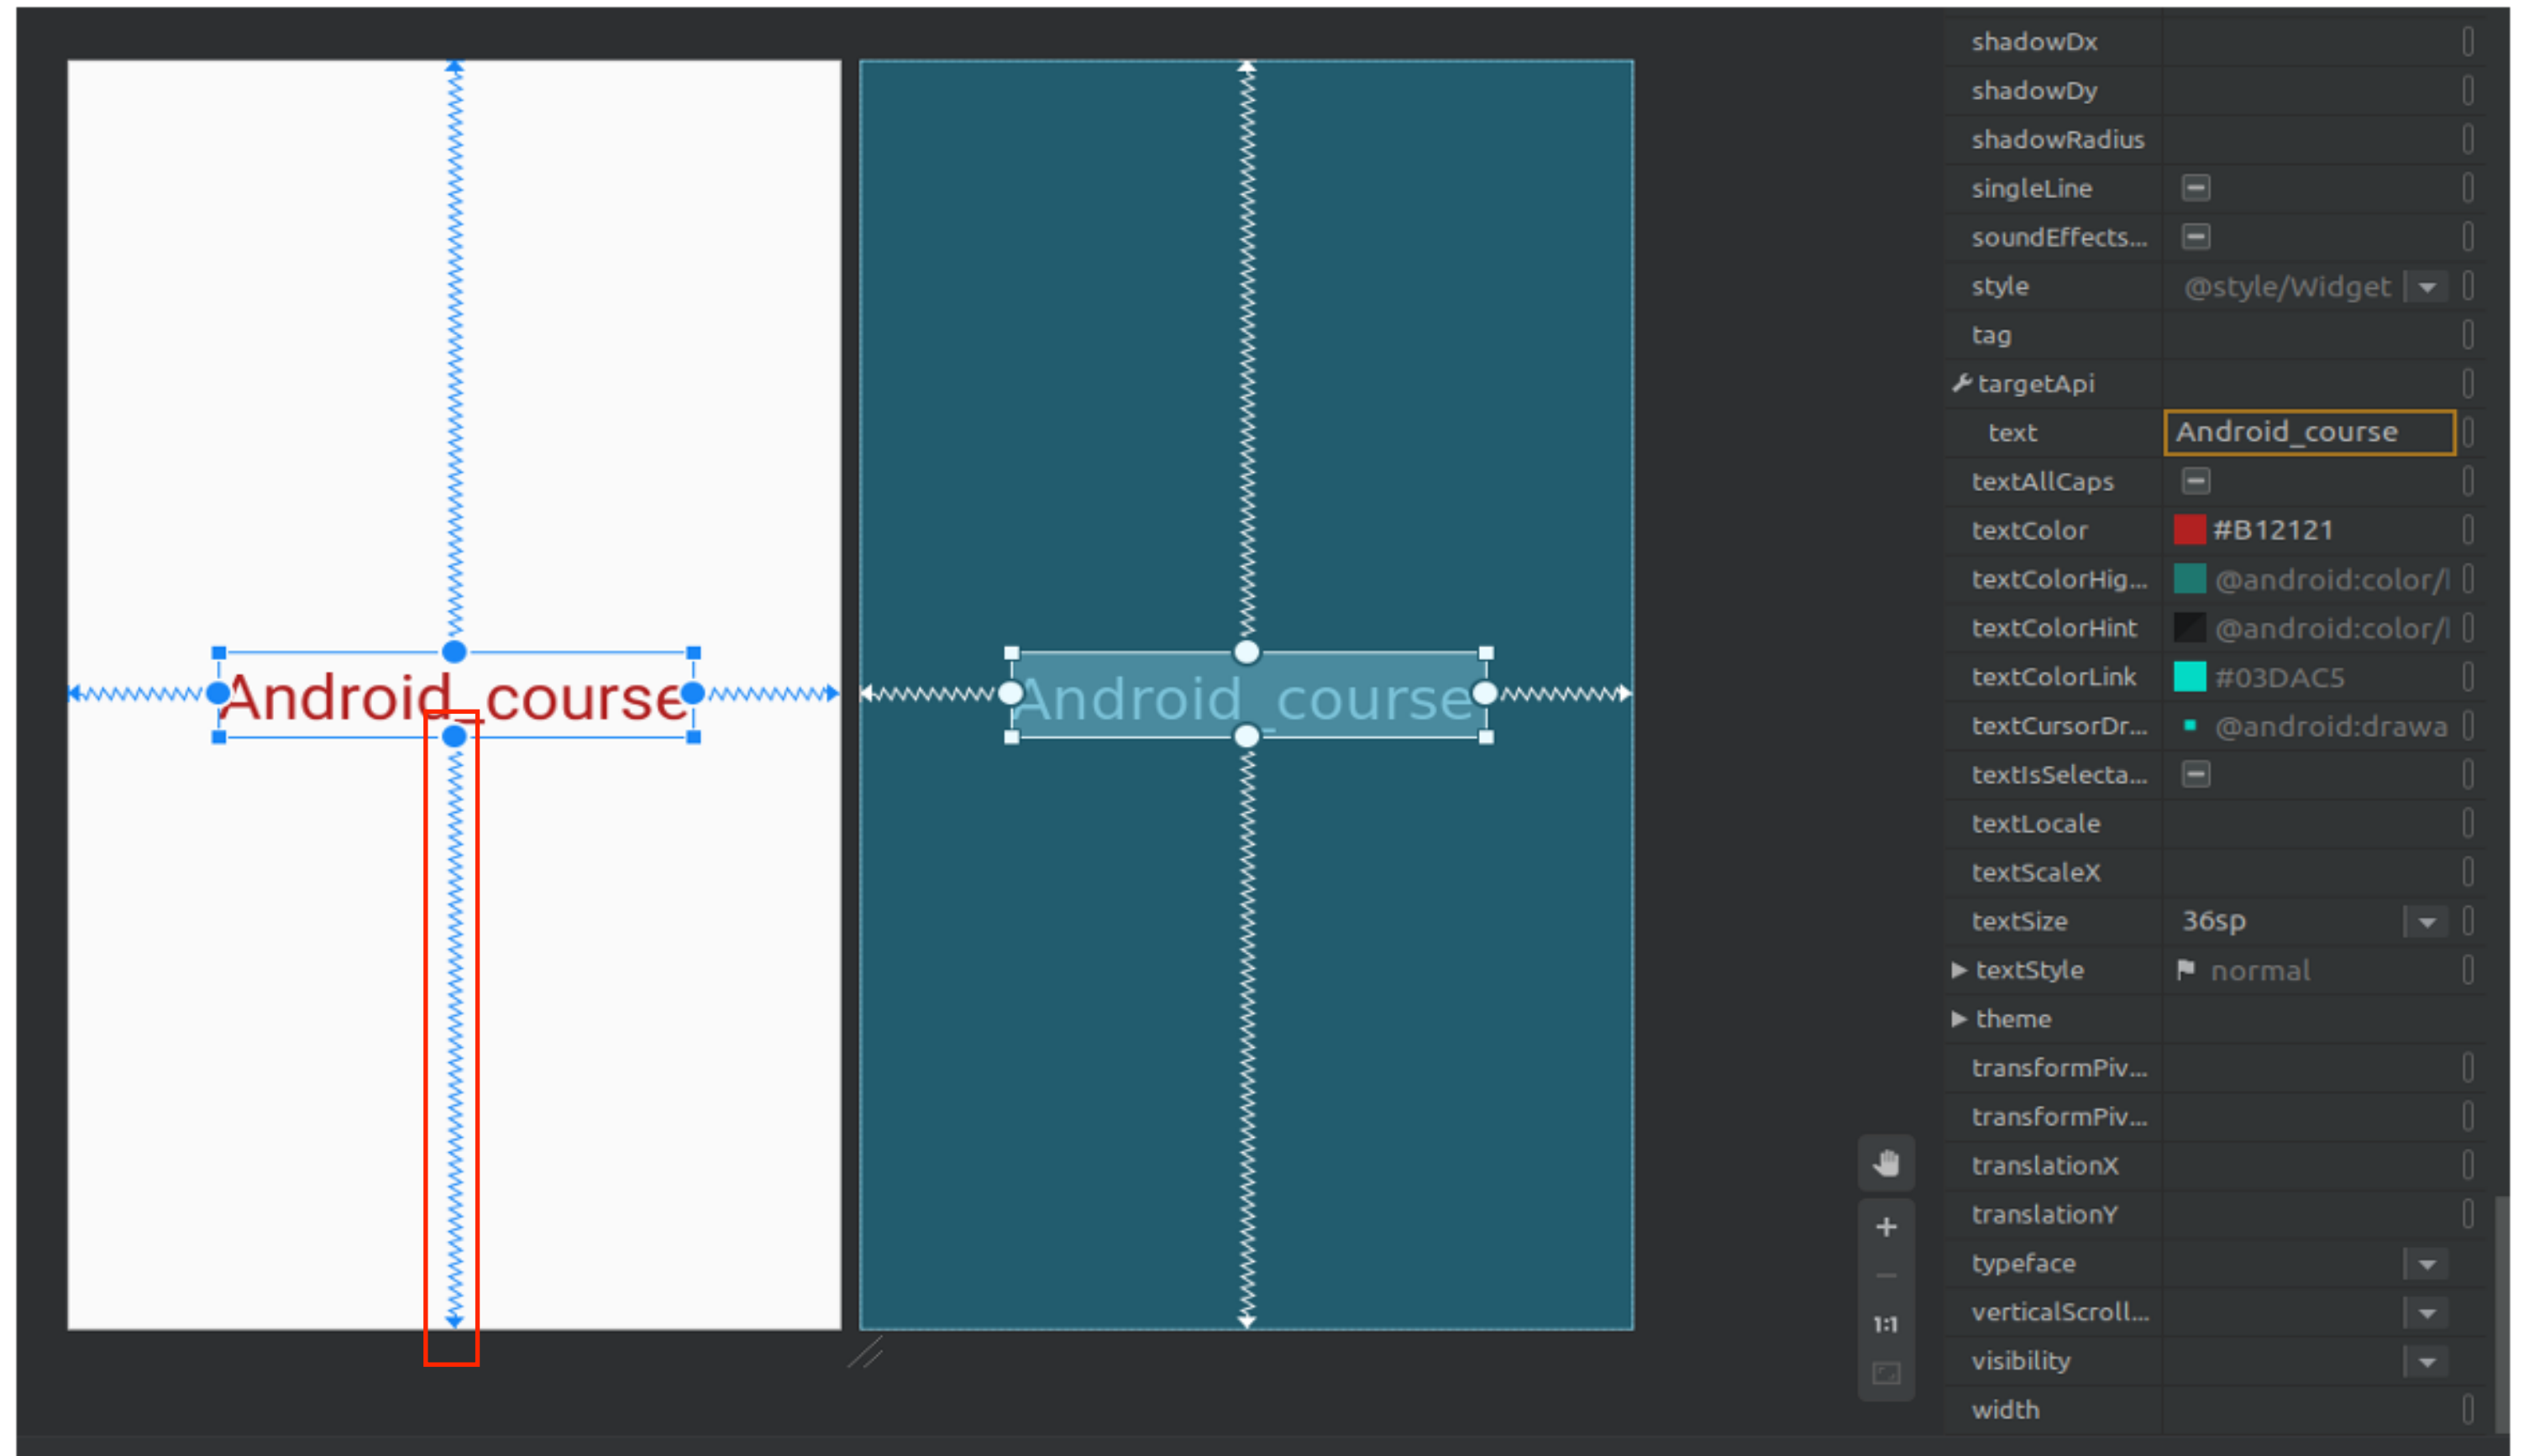 Android_course
Android_course
shadowDx
shadowDy
shadowRadius
singleLine
soundEffects...
style @style/Widget
tag
targetApi
text Android_course
textAllCaps
textColor #B12121
textColorHig... @android:color/
textColorHint @android:color/
textColorLink #03DAC5
textCursorDr... @android:drawa
textIsSelecta...
textLocale
textScaleX
textSize 36sp
textStyle normal
theme
transformPiv...
transformPiv...
translationX
translationY
typeface
verticalScroll...
visibility
width
1:1